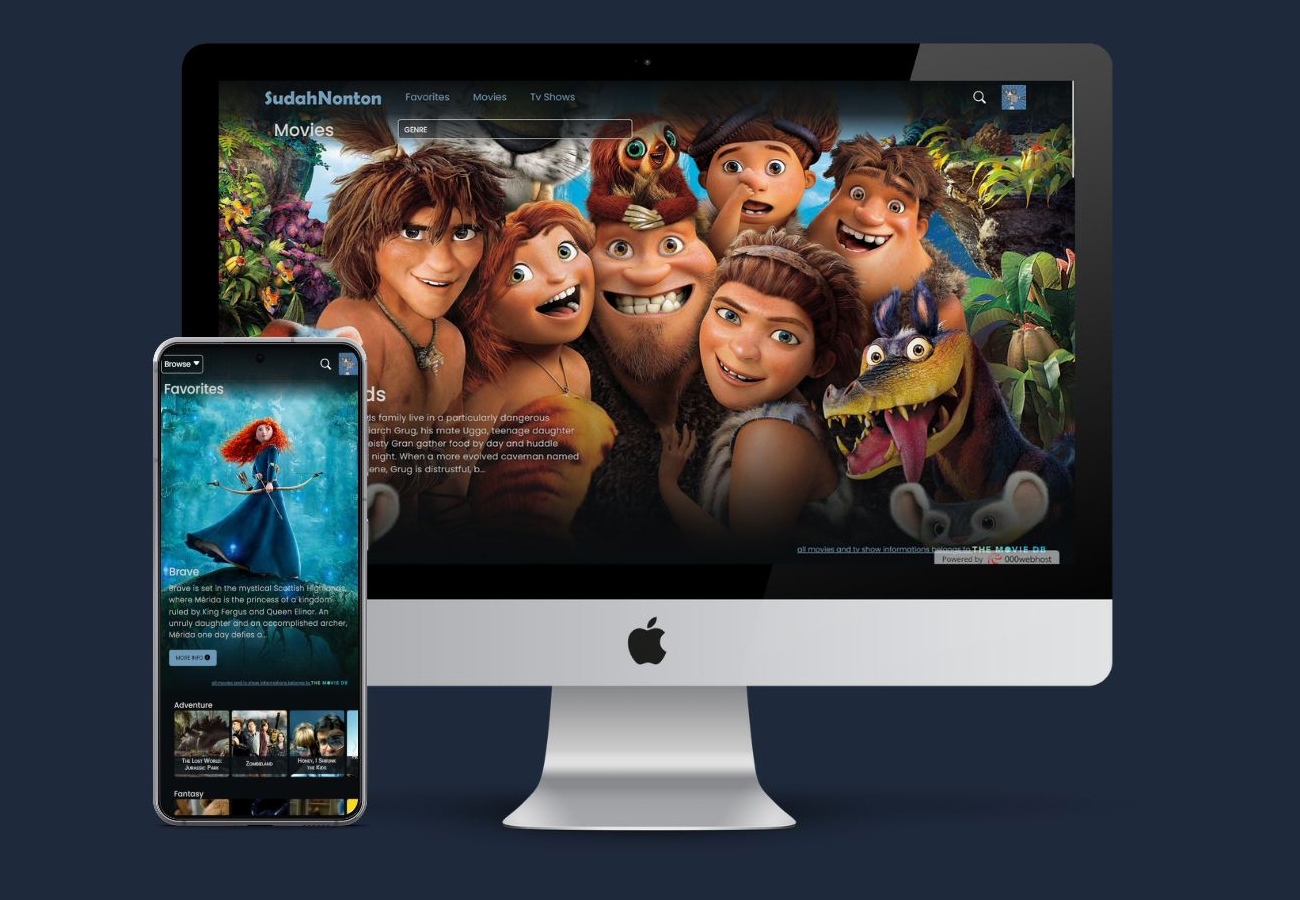 SudahNonton
Favorites
Movies
Tv Shows
Movies
GENRE
ds
ds family live in a particularly dangerous
iarch Grug, his mate Ugga, teenage daughter
eisty Gran gather food by day and huddle
night. When a more evolved caveman named
ene, Grug is distrustful, b...
all movies and tv show informations belongs to THE MOVIE DB
Powered by 000webhost
Browse
Favorites
Brave
Brave is set in the mystical Scottish Highlands,
where Mérida is the princess of a kingdom
ruled by King Fergus and Queen Elinor. An
unruly daughter and an accomplished archer,
Mérida one day defies a...
MORE INFO
all movies and tv show informations belongs to THE MOVIE DB
Adventure
The Lost World:
Jurassic Park
Zombieland
Honey, I Shrunk
the Kids
Fantasy